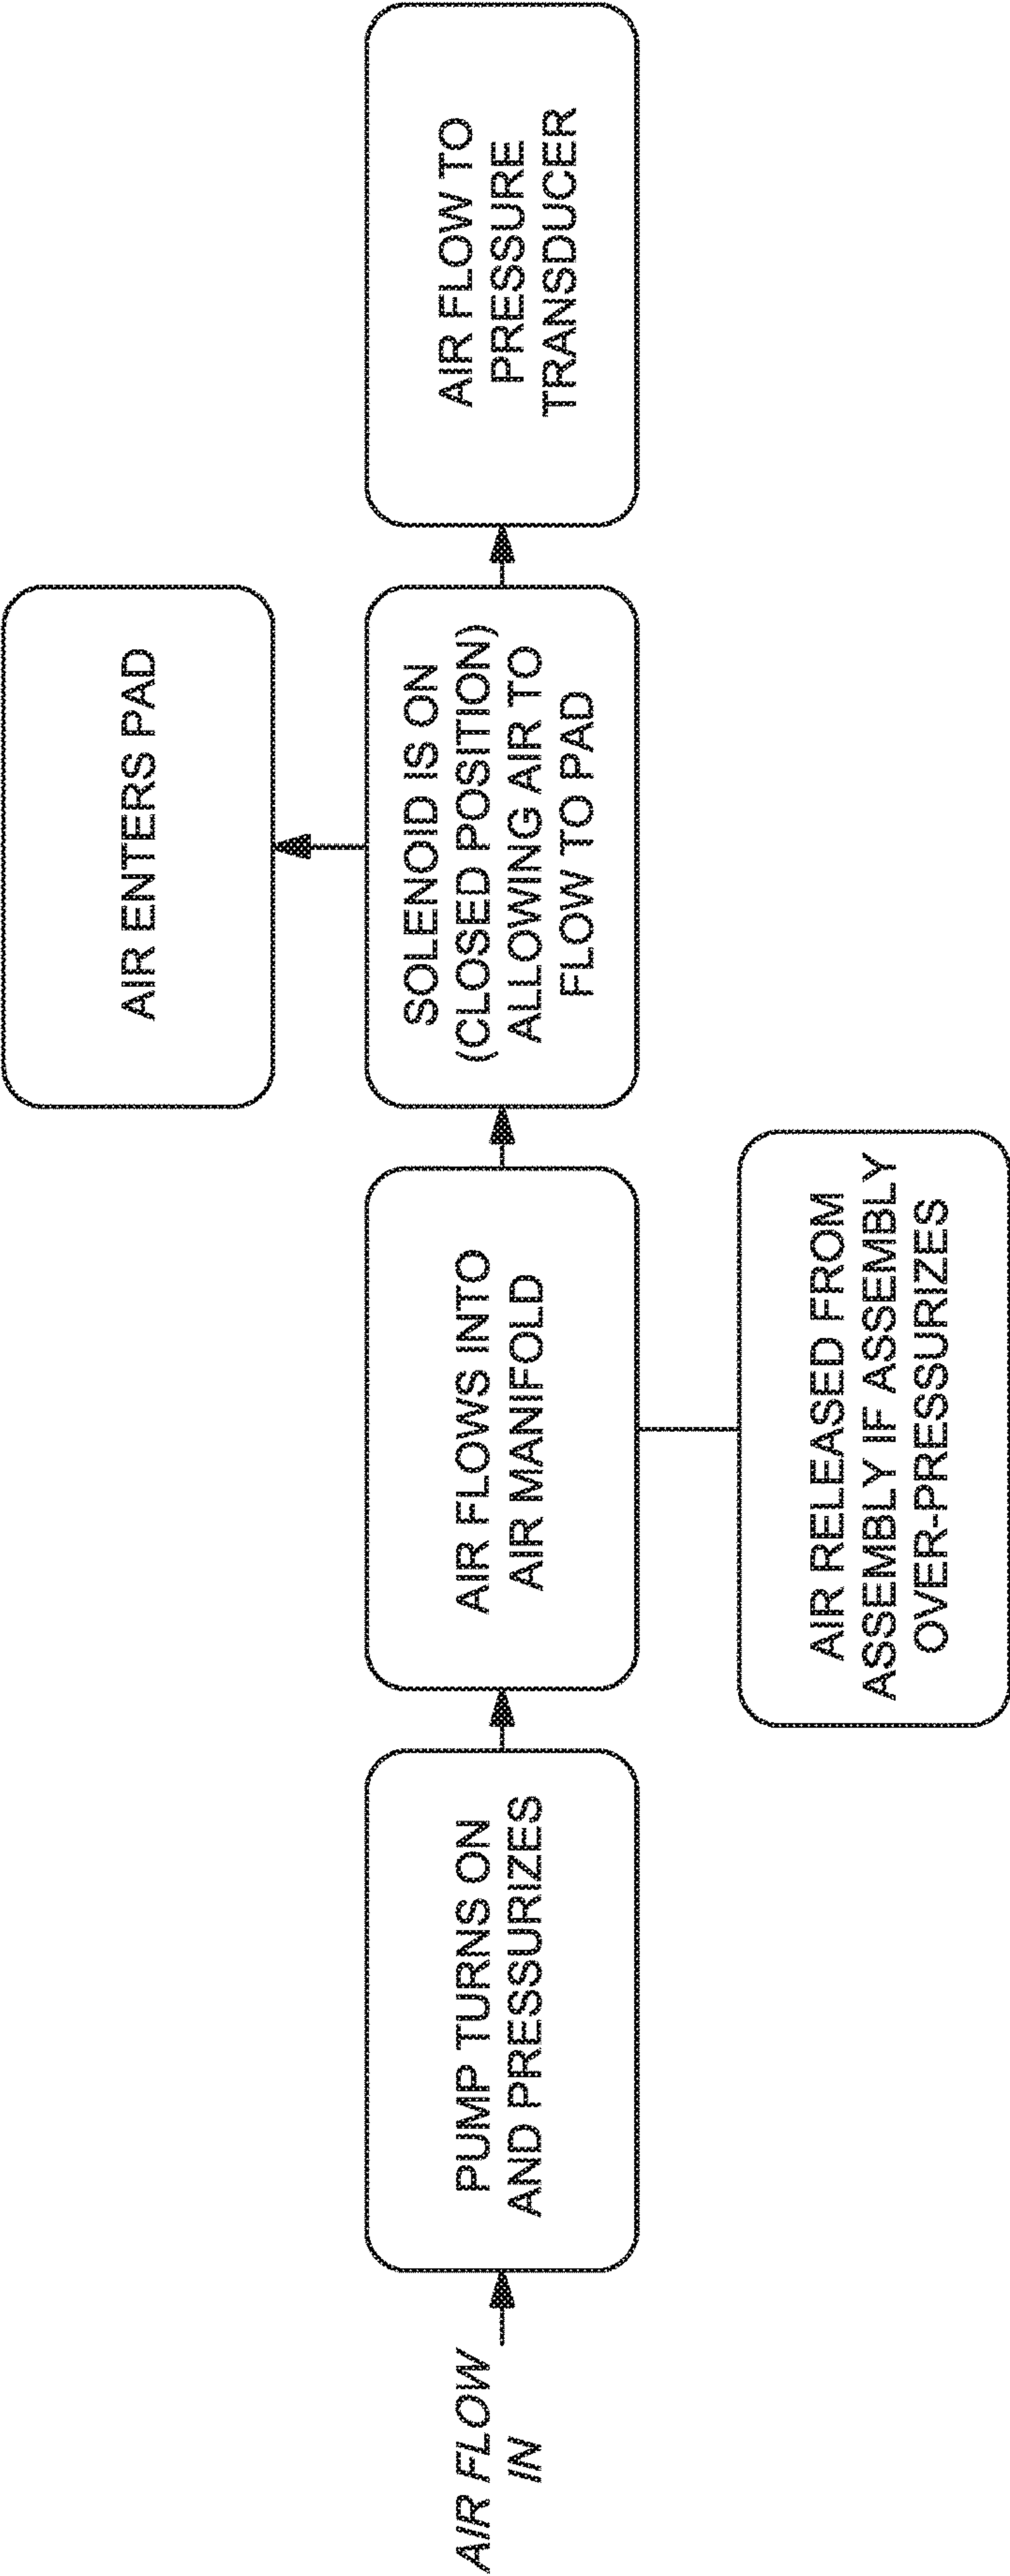 AIR FLOW
IN
PUMP TURNS ON
AND PRESSURIZES
AIR FLOWS INTO
AIR MANIFOLD
AIR RELEASED FROM
ASSEMBLY IF ASSEMBLY
OVER-PRESSURIZES
SOLENOID IS ON
(CLOSED POSITION)
ALLOWING AIR TO
FLOW TO PAD
AIR ENTERS PAD
AIR FLOW TO
PRESSURE
TRANSDUCER